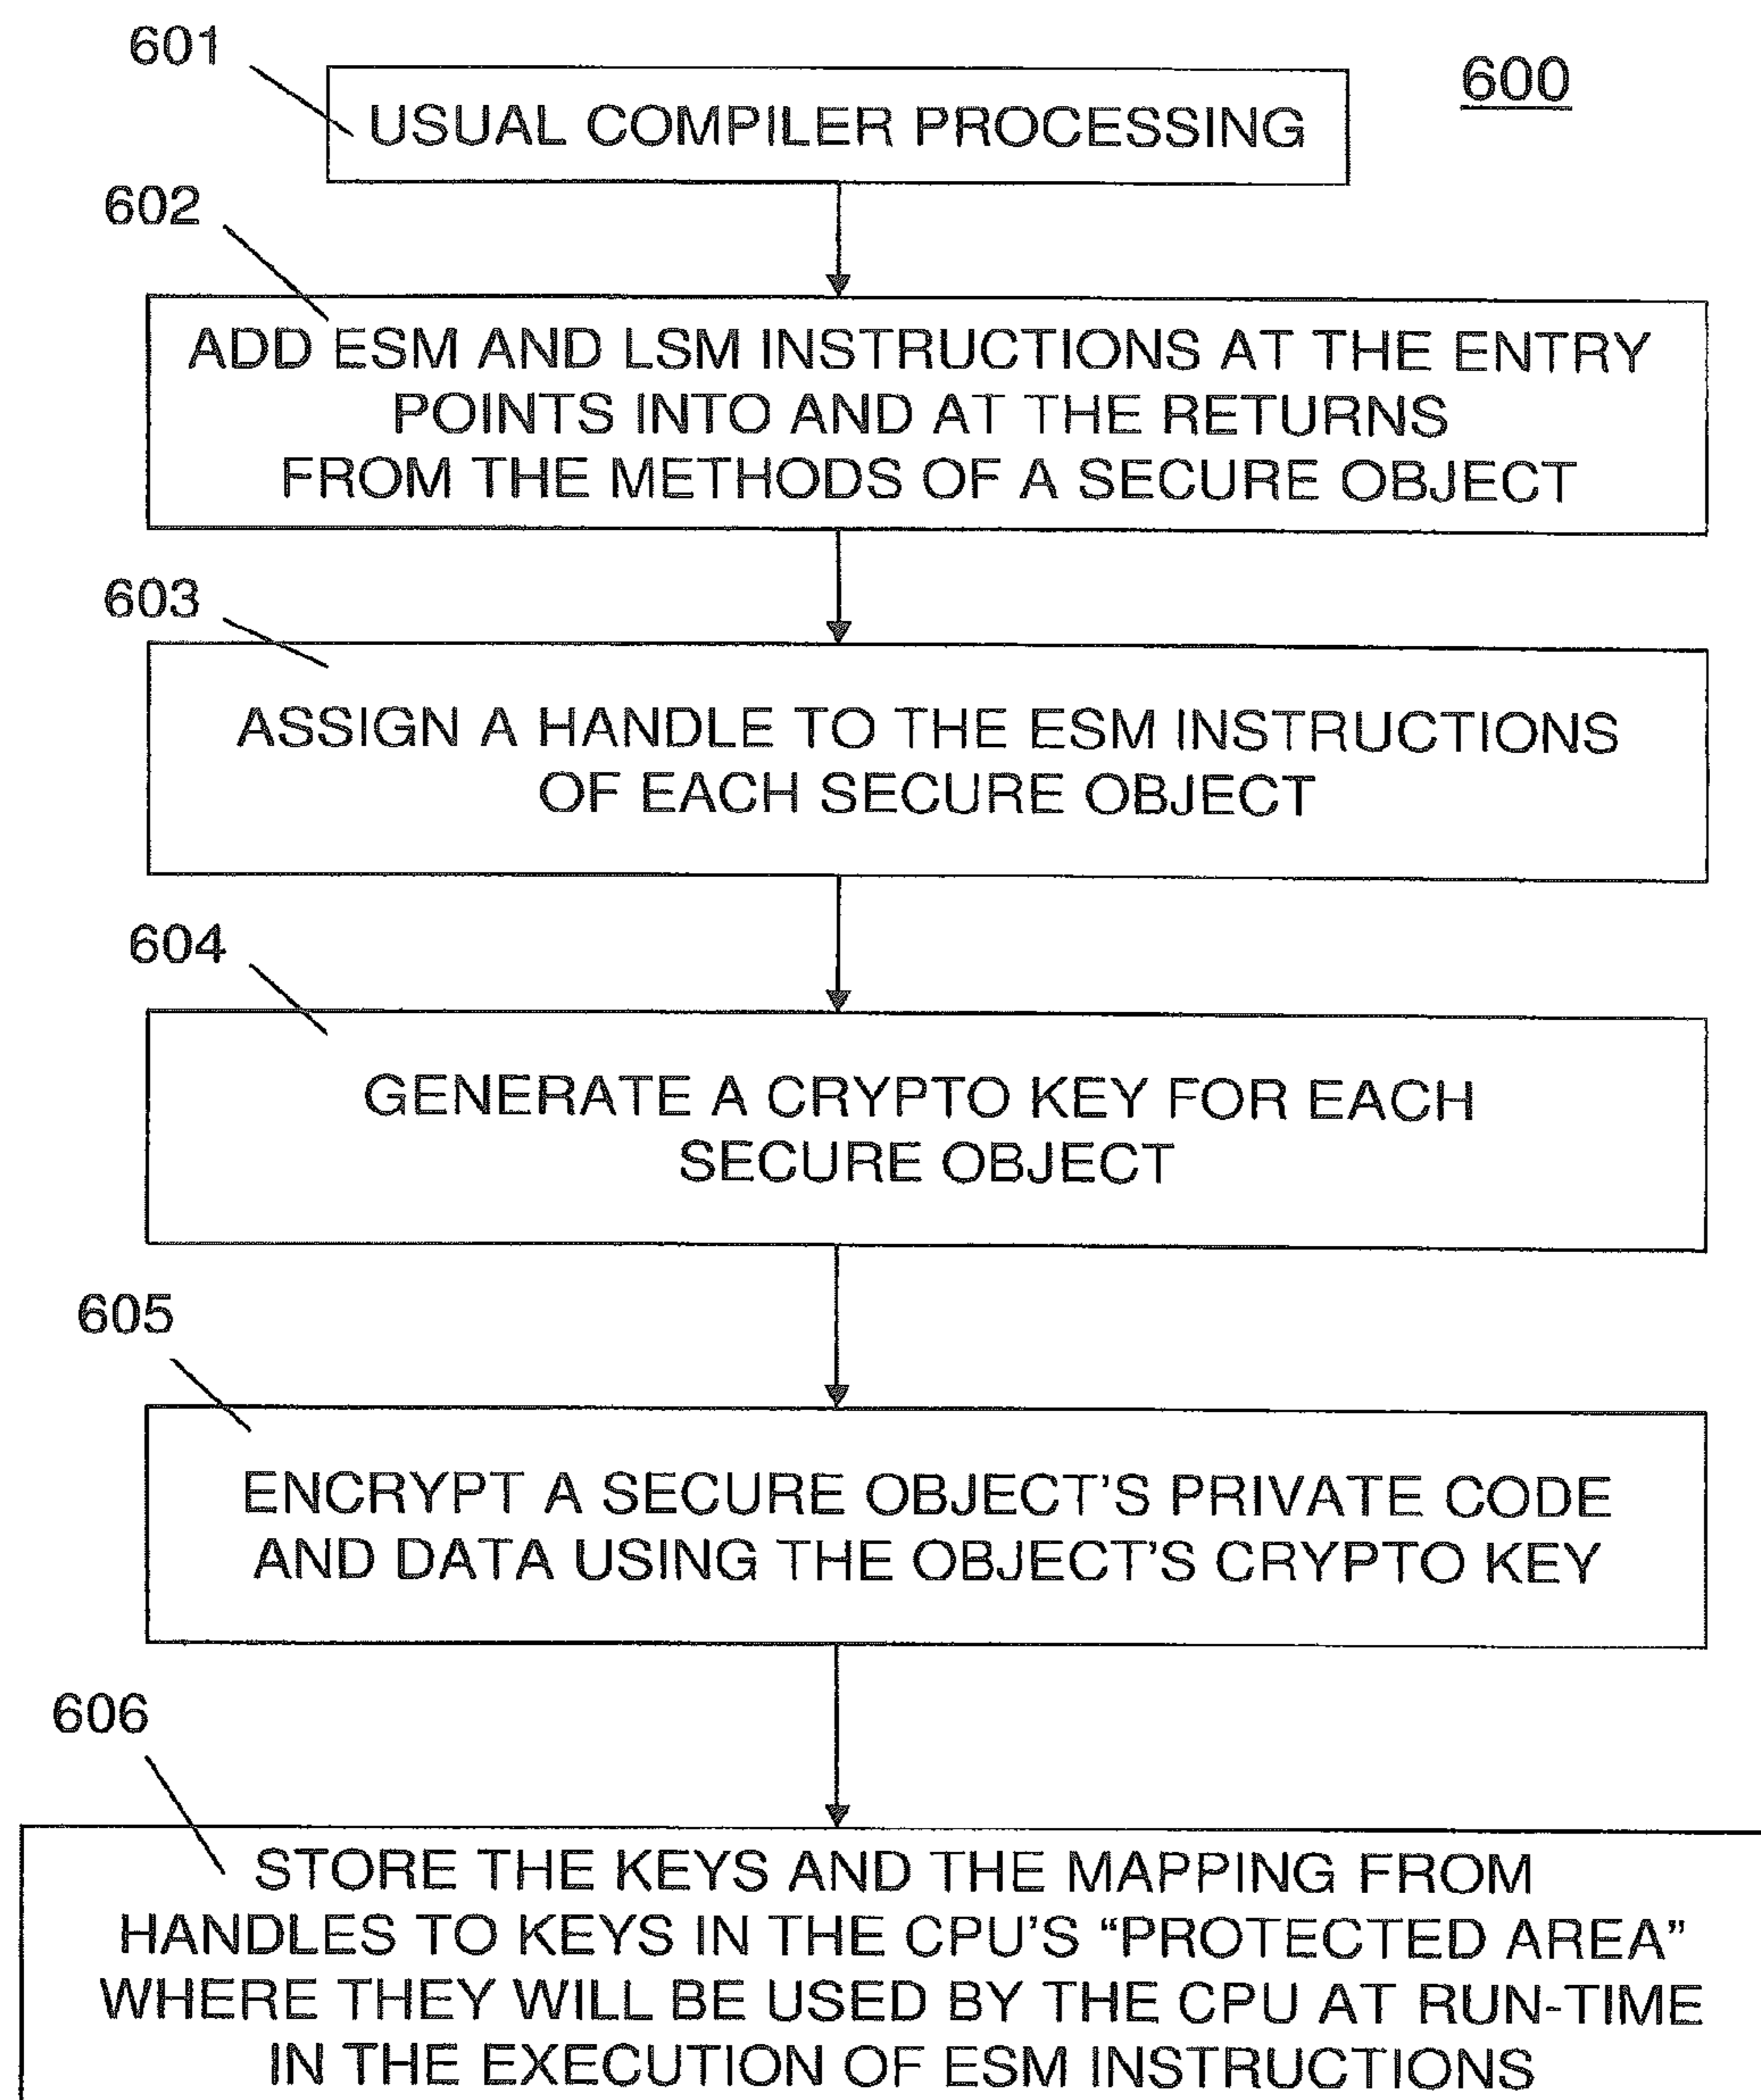 601
600
USUAL COMPILER PROCESSING
602
ADD ESM AND LSM INSTRUCTIONS AT THE ENTRY
POINTS INTO AND AT THE RETURNS
FROM THE METHODS OF A SECURE OBJECT
603
ASSIGN A HANDLE TO THE ESM INSTRUCTIONS
OF EACH SECURE OBJECT
604
GENERATE A CRYPTO KEY FOR EACH
SECURE OBJECT
605
ENCRYPT A SECURE OBJECT'S PRIVATE CODE
AND DATA USING THE OBJECT'S CRYPTO KEY
606
STORE THE KEYS AND THE MAPPING FROM
HANDLES TO KEYS IN THE CPU'S “PROTECTED AREA”
WHERE THEY WILL BE USED BY THE CPU AT RUN-TIME
IN THE EXECUTION OF ESM INSTRUCTIONS